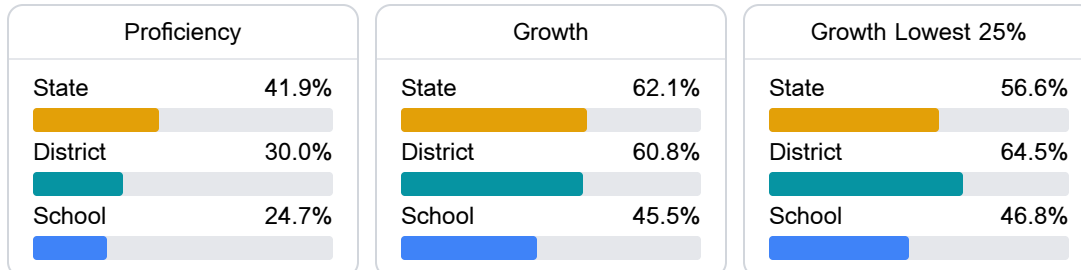 Proficiency
State 41.9%
District 30.0%
School 24.7%
Growth
State 62.1%
District 60.8%
School 45.5%
Growth Lowest 25%
State 56.6%
District 64.5%
School 46.8%